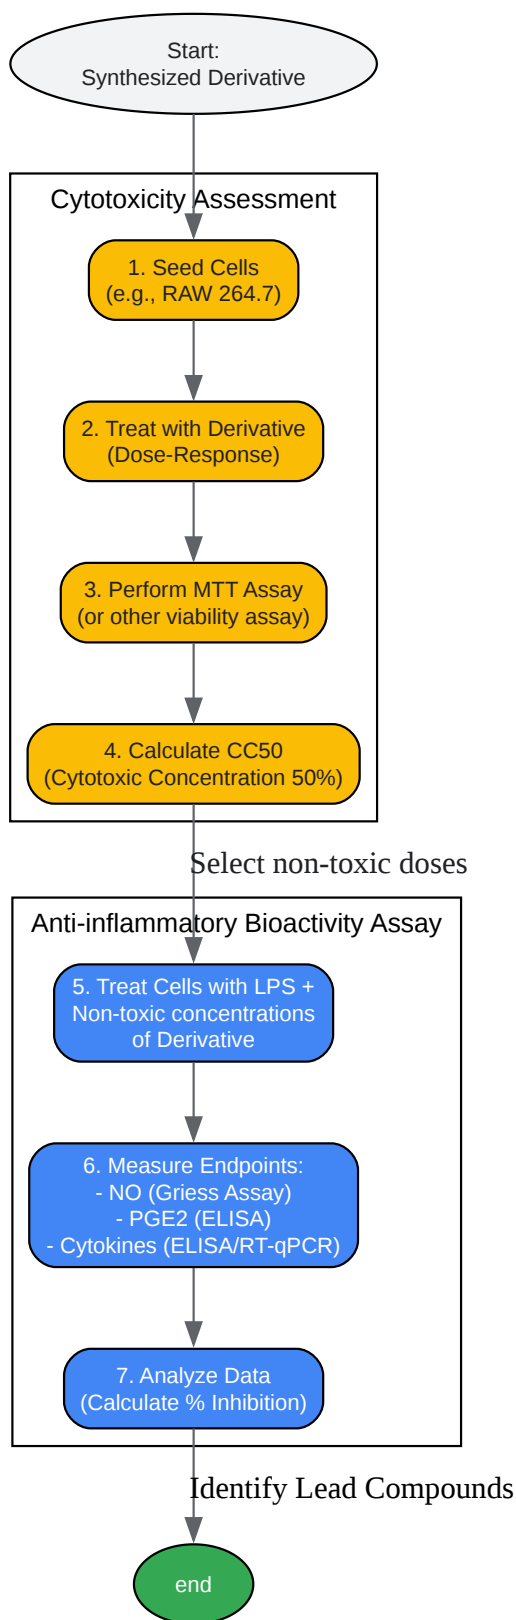 Start:
Synthesized Derivative
Cytotoxicity Assessment
1. Seed Cells
(e.g., RAW 264.7)
2. Treat with Derivative
(Dose-Response)
3. Perform MTT Assay
(or other viability assay)
4. Calculate CC50
(Cytotoxic Concentration 50%)
Select non-toxic doses
Anti-inflammatory Bioactivity Assay
5. Treat Cells with LPS +
Non-toxic concentrations
of Derivative
6. Measure Endpoints:
- NO (Griess Assay)
- PGE2 (ELISA)
- Cytokines (ELISA/RT-qPCR)
7. Analyze Data
(Calculate % Inhibition)
Identify Lead Compounds
end